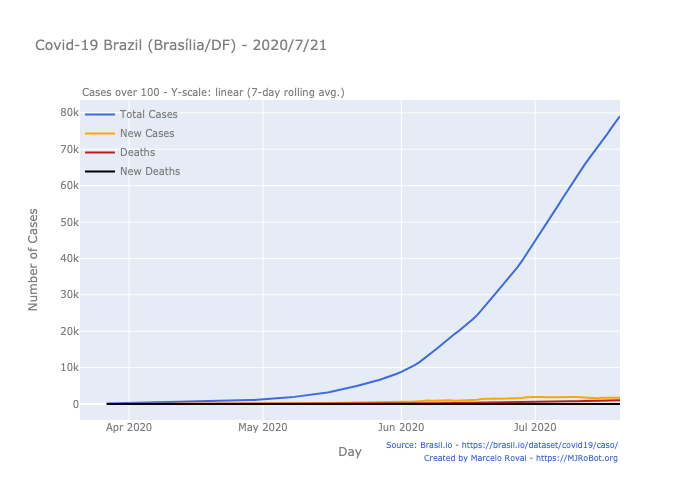 Covid-19 Brazil (Brasília/DF) - 2020/7/21
Cases over 100 - Y-scale: linear (7-day rolling avg.)
Total Cases
New Cases
Deaths
New Deaths
80k
70k
60k
50k
40k
30k
20k
10k
0
Number of Cases
Apr 2020
May 2020
Jun 2020
Jul 2020
Day
Source: Brasil.io - https://brasil.io/dataset/covid19/caso/
Created by Marcelo Rovai - https://MJRoBot.org